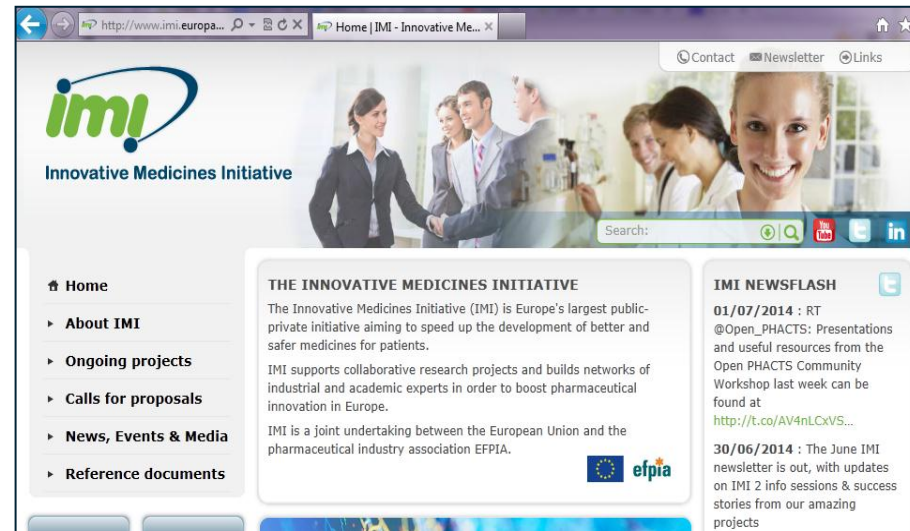 http://www.imi.europa...
Home | IMI - Innovative Me...
Contact Newsletter Links
imi
Innovative Medicines Initiative
Search:
You Tube
in
Home
About IMI
Ongoing projects
Calls for proposals
News, Events & Media
Reference documents
THE INNOVATIVE MEDICINES INITIATIVE
The Innovative Medicines Initiative (IMI) is Europe's largest public-
private initiative aiming to speed up the development of better and
safer medicines for patients.
IMI supports collaborative research projects and builds networks of
industrial and academic experts in order to boost pharmaceutical
innovation in Europe.
IMI is a joint undertaking between the European Union and the
pharmaceutical industry association EFPIA.
efpia
IMI NEWSFLASH
01/07/2014 : RT
@Open_PHACTS: Presentations
and useful resources from the
Open PHACTS Community
Workshop last week can be
found at
http://t.co/AV4nLCxVS...
30/06/2014 : The June IMI
newsletter is out, with updates
on IMI 2 info sessions & success
stories from our amazing
projects